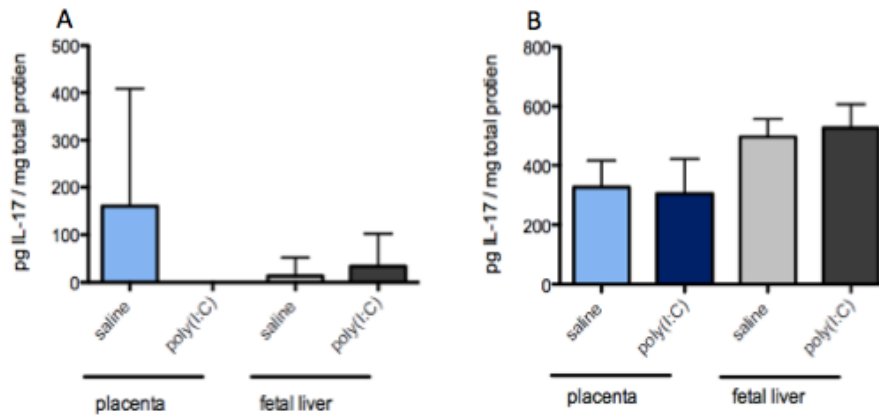 A
500
400
300
200
100
0
pg IL-17 / mg total protien
saline
poly(I:C)
saline
poly(I:C)
placenta
fetal liver
B
800
600
400
200
0
pg IL-17 / mg total protien
saline
poly(I:C)
saline
poly(I:C)
placenta
fetal liver